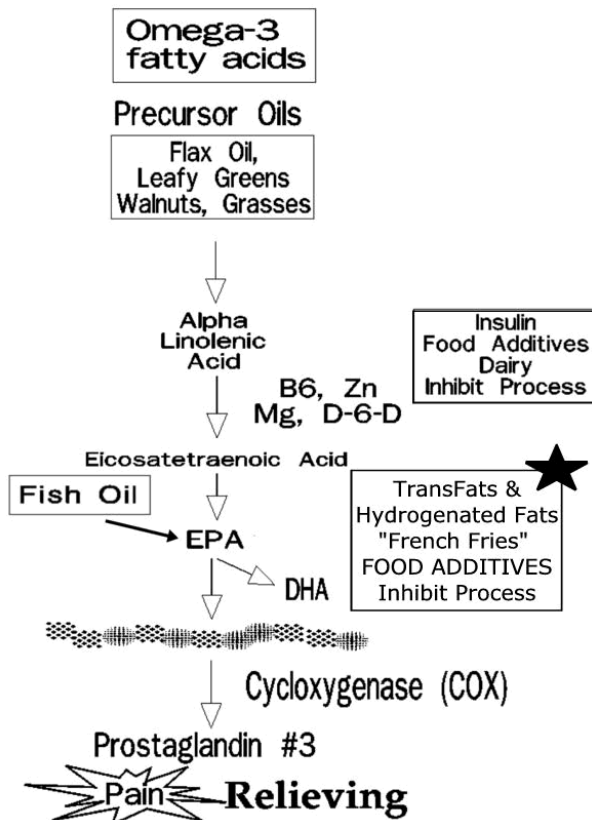 Omega-3
fatty acids
Precursor Oils
Flax Oil,
Leafy Greens
Walnuts, Grasses
Alpha
Linolenic
Acid
Insulin
Food Additives
Dairy
Inhibit Process
B6, Zn
Mg, D-6-D
Eicosatetraenoic Acid
Fish Oil
EPA
DHA
TransFats &
Hydrogenated Fats
"French Fries"
FOOD ADDITIVES
Inhibit Process
Cycloxygenase (COX)
Prostaglandin #3
Pain Relieving